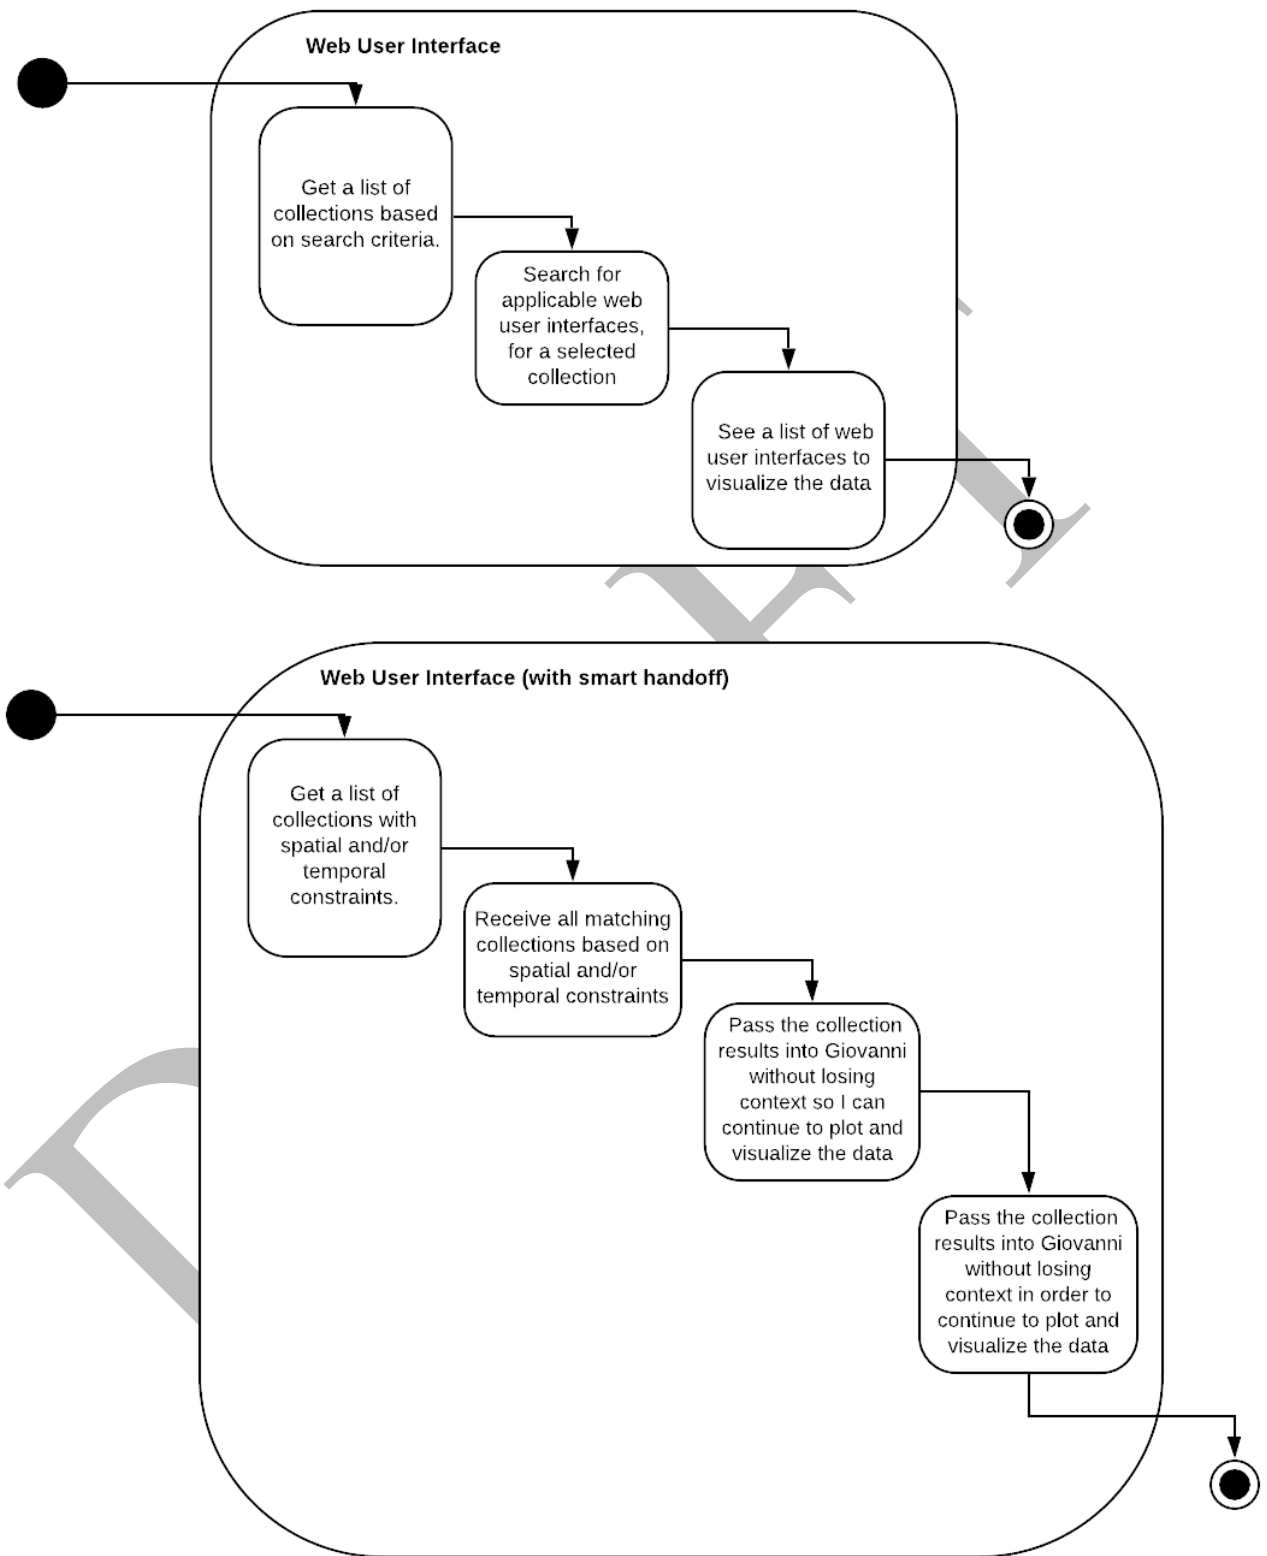 Web User Interface
Get a list of
collections based
on search criteria.
Search for
applicable web
user interfaces,
for a selected
collection
See a list of web
user interfaces to
visualize the data
Web User Interface (with smart handoff)
Get a list of
collections with
spatial and/or
temporal
constraints.
Receive all matching
collections based on
spatial and/or
temporal constraints
Pass the collection
results into Giovanni
without losing
context so I can
continue to plot and
visualize the data
Pass the collection
results into Giovanni
without losing
context in order to
continue to plot and
visualize the data